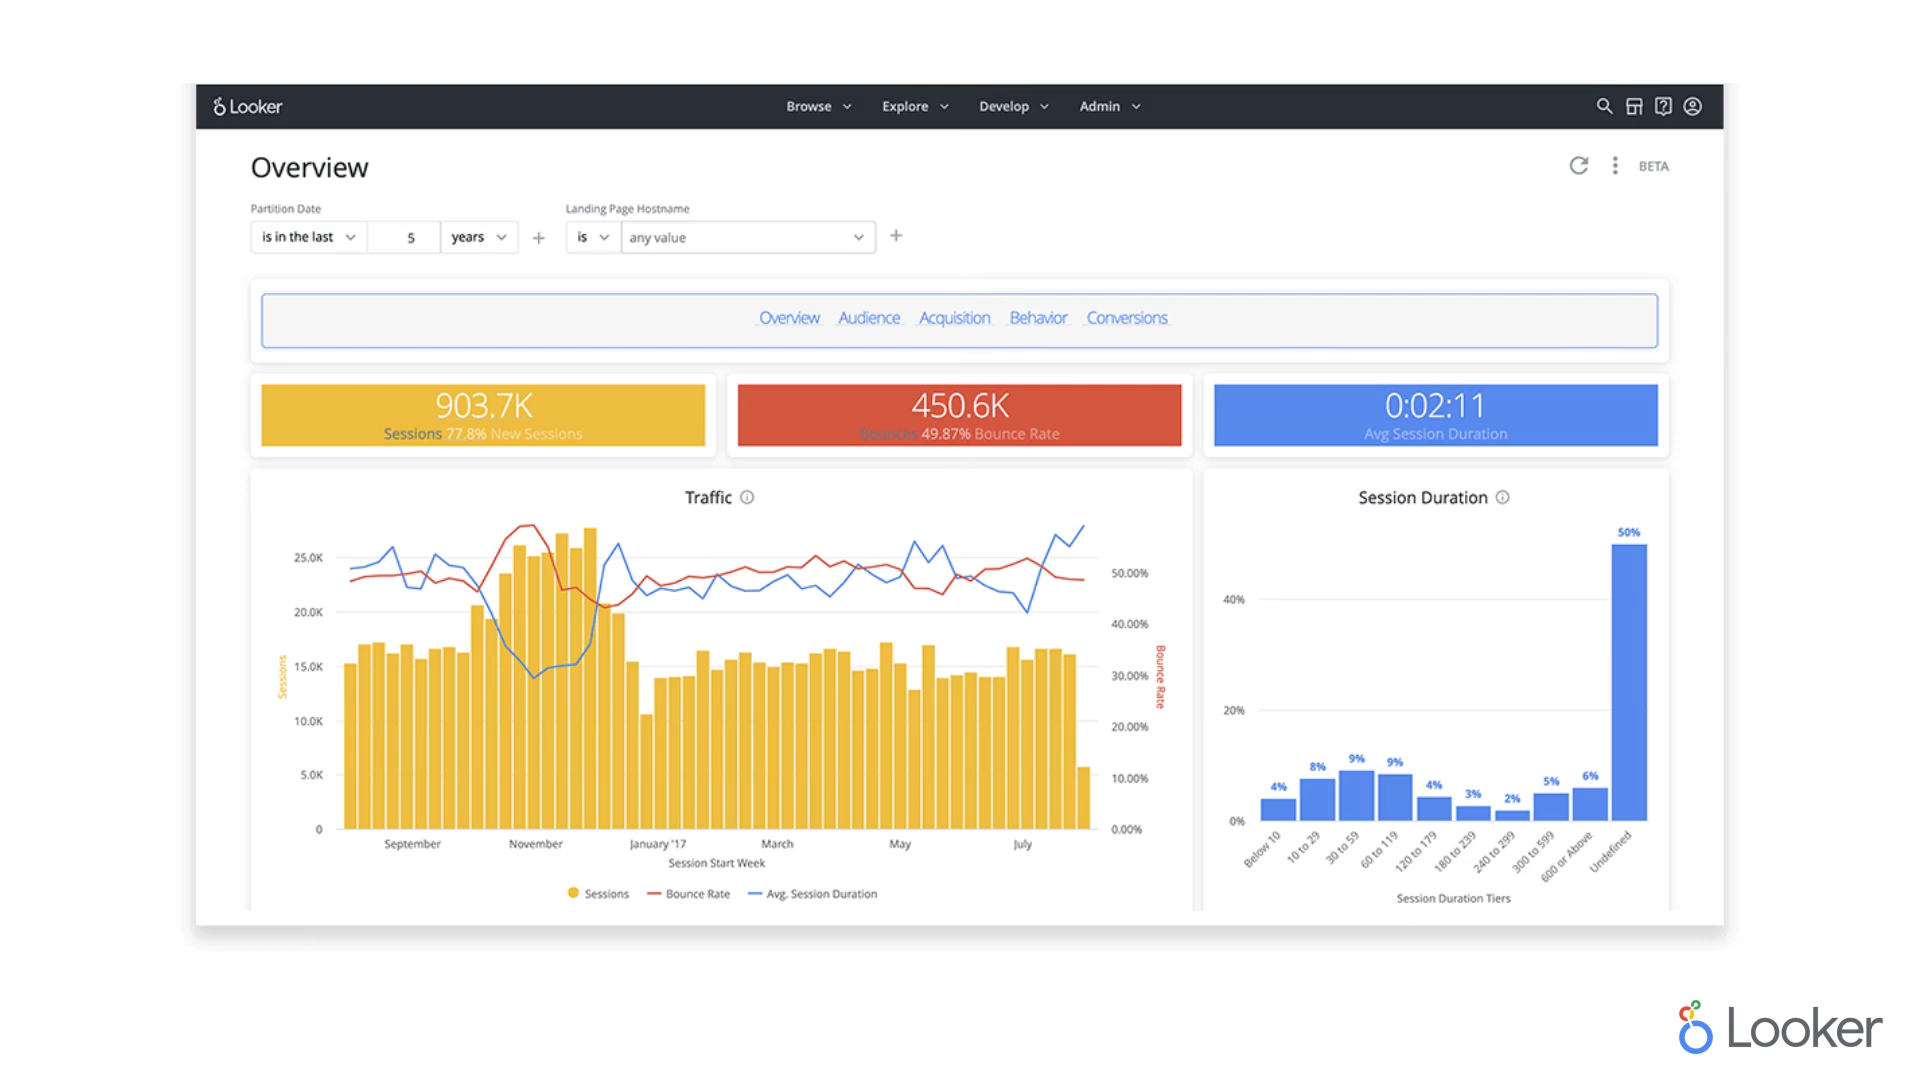 Looker
Browse Explore Develop Admin
Overview
BETA
Partition Date
is in the last 5 years
Landing Page Hostname
is any value
Overview Audience Acquisition Behavior Conversions
903.7K
Sessions 77.8% New Sessions
450.6K
Bounces 49.87% Bounce Rate
0:02:11
Avg Session Duration
Traffic
25.0K
20.0K
15.0K
10.0K
5.0K
0
Sessions
50.00%
40.00%
30.00%
20.00%
10.00%
0.00%
Bounce Rate
September November January '17 March May July
Session Start Week
Sessions Bounce Rate Avg. Session Duration
Session Duration
40%
20%
0%
4% 8% 9% 9% 4% 3% 2% 5% 6% 50%
Below 10
10 to 29
30 to 59
60 to 119
120 to 179
180 to 239
240 to 299
300 to 599
600 or Above
Undefined
Session Duration Tiers
Looker